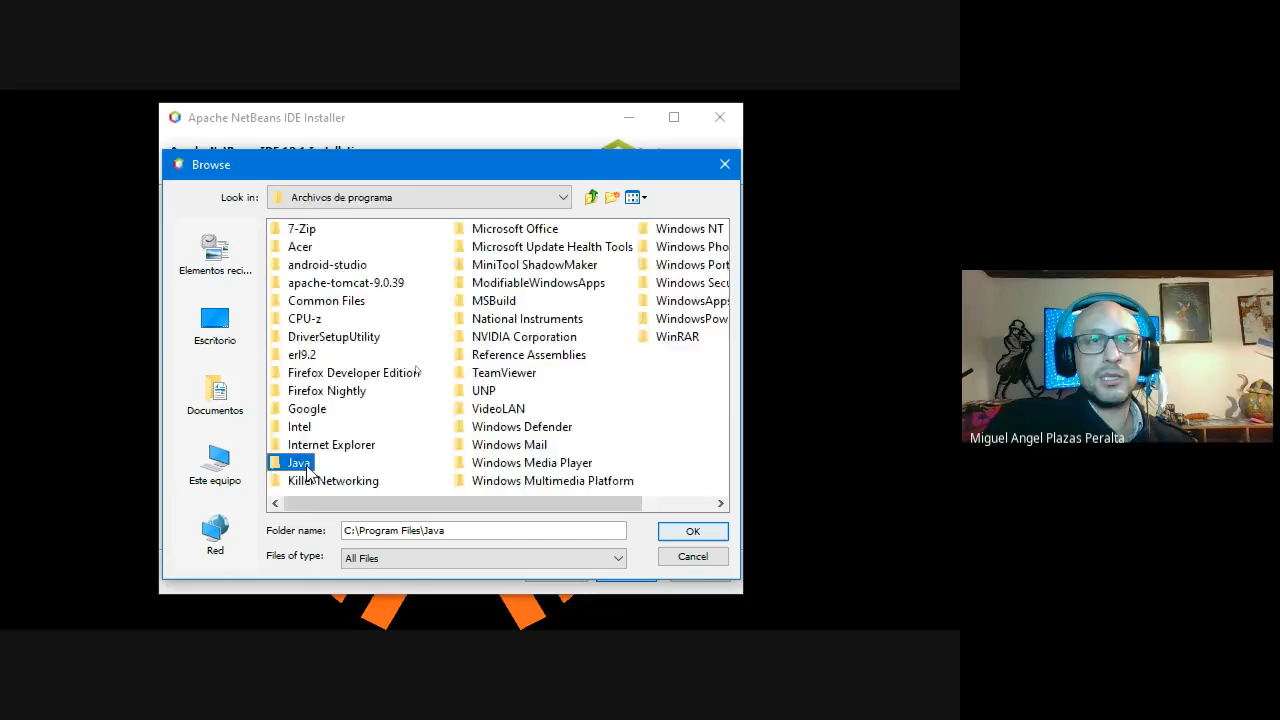 Apache NetBeans IDE Installer
Browse
Look in:
Archivos de programa
Elementos reci...
Escritorio
Documentos
Este equipo
Red
7-Zip
Acer
android-studio
apache-tomcat-9.0.39
Common Files
CPU-z
DriverSetupUtility
erl9.2
Firefox Developer Edition
Firefox Nightly
Google
Intel
Internet Explorer
Java
Killer Networking
Microsoft Office
Microsoft Update Health Tools
MiniTool ShadowMaker
ModifiableWindowsApps
MSBuild
National Instruments
NVIDIA Corporation
Reference Assemblies
TeamViewer
UNP
VideoLAN
Windows Defender
Windows Mail
Windows Media Player
Windows Multimedia Platform
Windows NT
Windows Pho
Windows Port
Windows Secu
WindowsApps
WindowsPow
WinRAR
Folder name:
C:\Program Files\Java
OK
Files of type:
All Files
Cancel
Miguel Angel Plazas Peralta